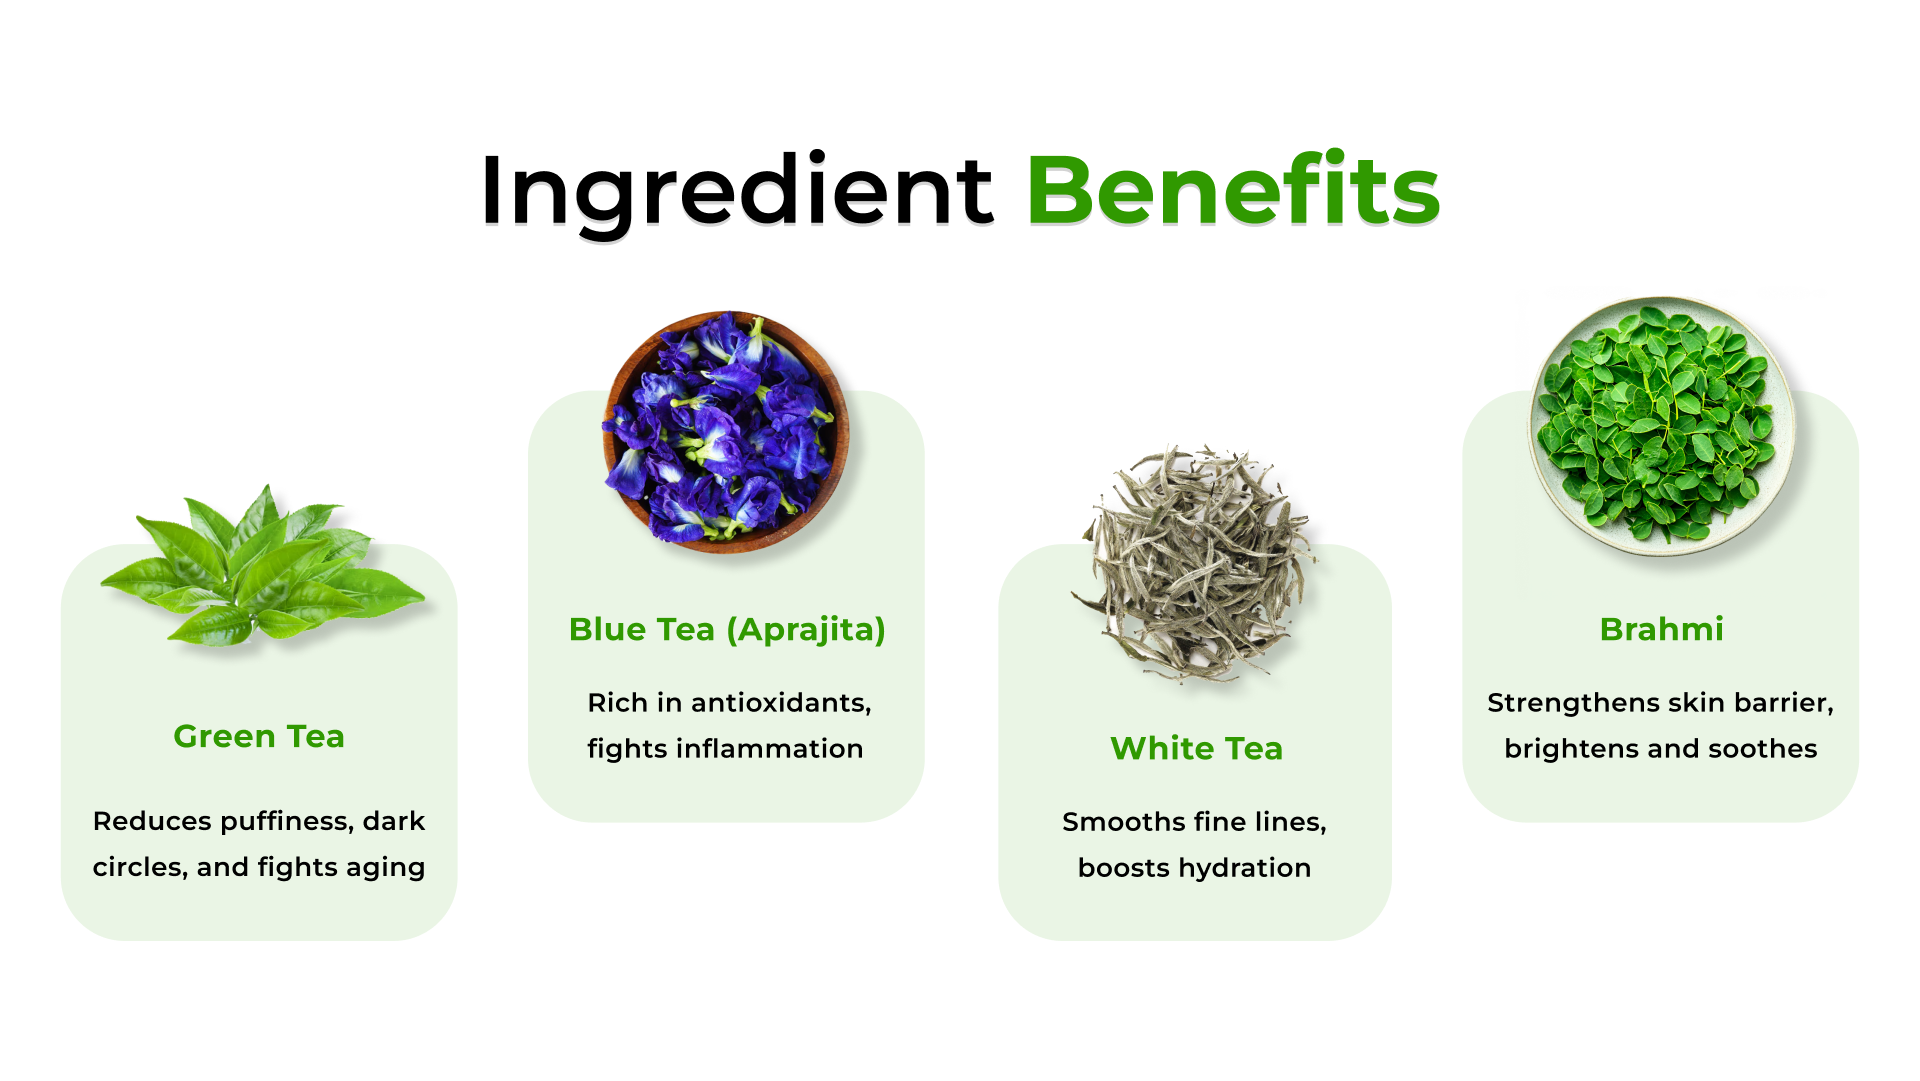 Ingredient Benefits
Green Tea
Reduces puffiness, dark
circles, and fights aging
Blue Tea (Aprajita)
Rich in antioxidants,
fights inflammation
White Tea
Smooths fine lines,
boosts hydration
Brahmi
Strengthens skin barrier,
brightens and soothes